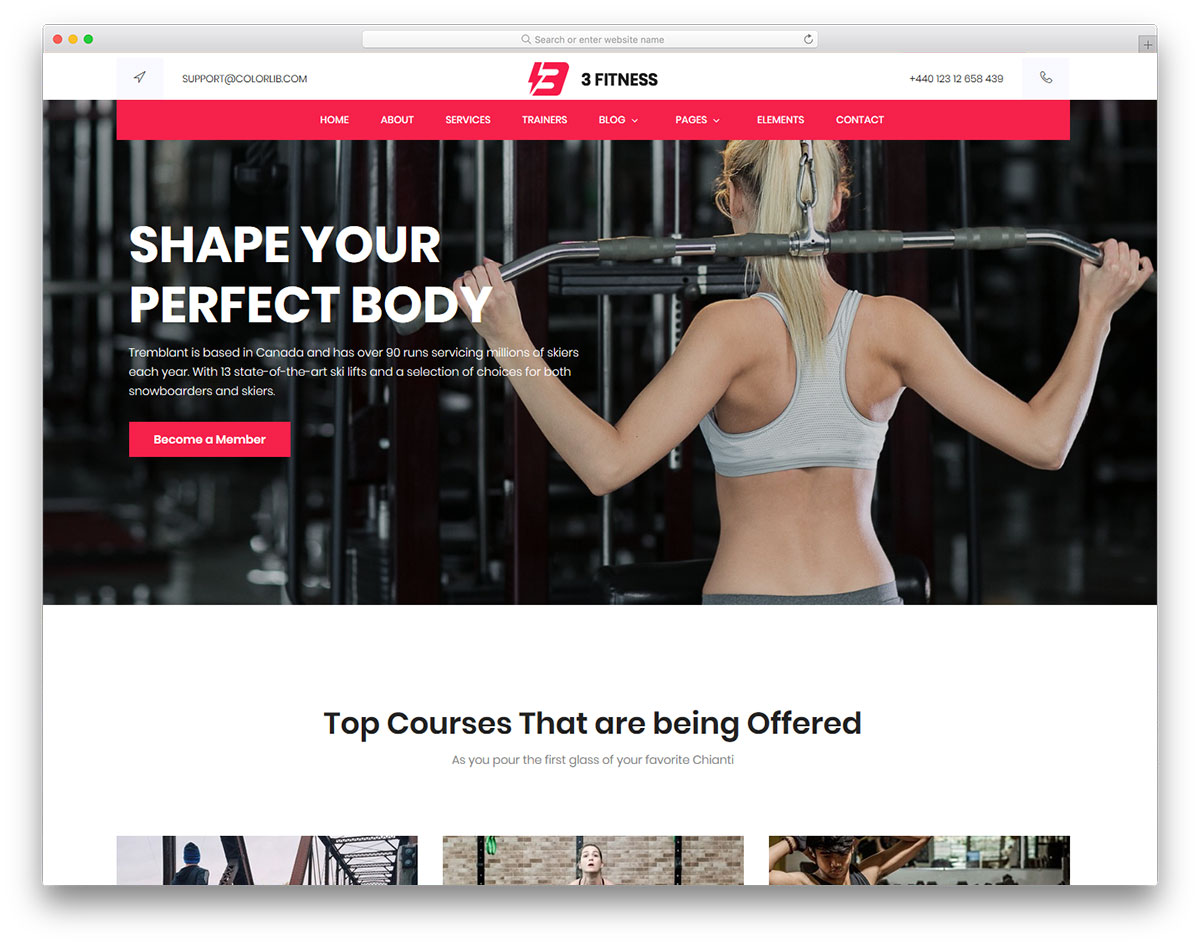 Search or enter website name
SUPPORT@COLORLIB.COM
3 FITNESS
+440 123 12 658 439
HOME ABOUT SERVICES TRAINERS BLOG PAGES ELEMENTS CONTACT
SHAPE YOUR
PERFECT BODY
Tremblant is based in Canada and has over 90 runs servicing millions of skiers
each year. With 13 state-of-the-art ski lifts and a selection of choices for both
snowboarders and skiers.
Become a Member
Top Courses That are being Offered
As you pour the first glass of your favorite Chianti